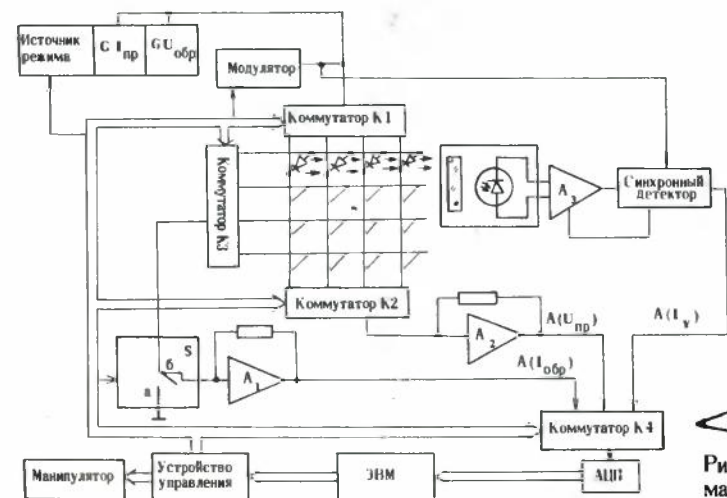 Источник режима
G I пр
G U обр
Модулятор
Коммутатор К1
Коммутатор К3
A 3
Синхронный детектор
Коммутатор К2
A 2
A(U пр)
A(I v)
S
б
а
A 1
A(I обр)
Коммутатор К4
Манипулятор
Устройство управления
ЭВМ
АЦП
Ри
ма